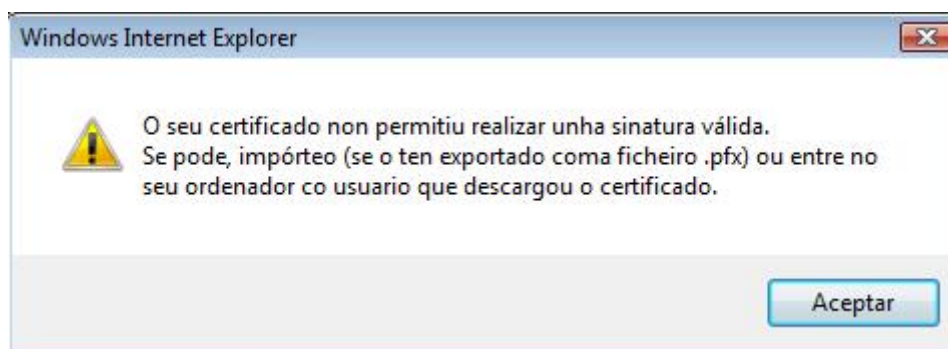 Windows Internet Explorer
O seu certificado non permitiu realizar unha sinatura válida.
Se pode, impórteo (se o ten exportado coma ficheiro .pfx) ou entre no
seu ordenador co usuario que descargou o certificado.
Aceptar